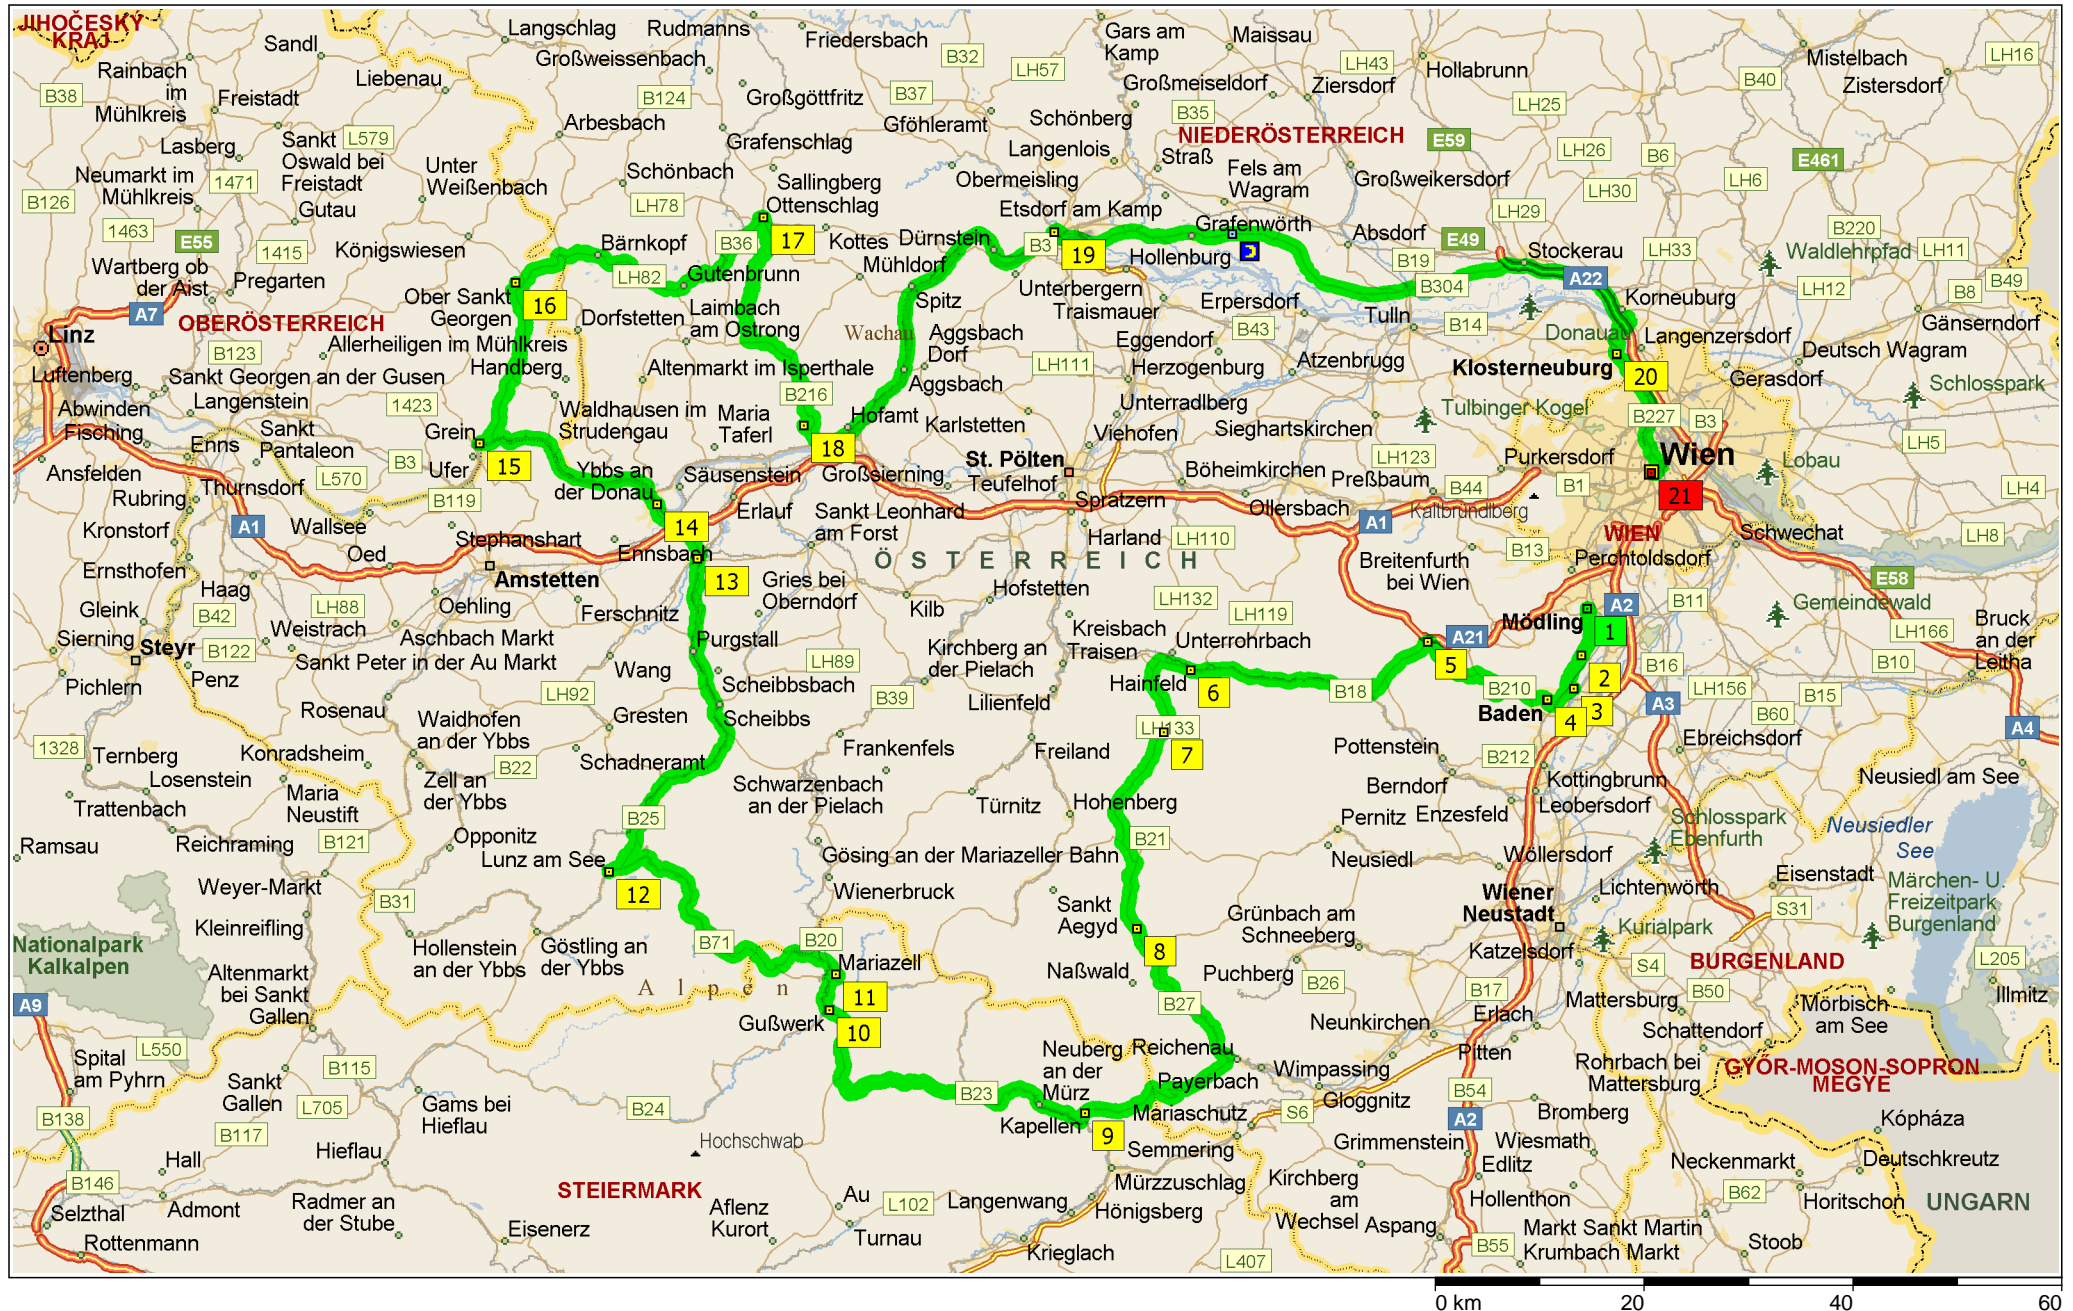 JIHOČESKÝ
KRAJ
Sandl
Langschlag
Rudmanns
Friedersbach
Großweissenbach
B32
LH57
Gars am
Kamp
Maissau
Mistelbach
LH16
Rainbach
im
Mühlkreis
B38
Liebenau
Freistadt
B124
Großgöttfritz
B37
Großmeiseldorf
LH43
Ziersdorf
Hollabrunn
B40
Zistersdorf
LH25
Lasberg
Sankt
Oswald bei
Freistadt
L579
Arbesbach
Grafenschlag
Gföhleramt
Schönberg
B35
NIEDERÖSTERREICH
E59
Langenlois
Straß
LH26
B6
E461
Neumarkt im
Mühlkreis
1471
Unter
Weißenbach
Schönbach
Sallingberg
Ottenschlag
Obermeisling
Fels am
Wagram
Großweikersdorf
LH30
LH6
B126
Gutau
LH78
Etsdorf am Kamp
LH29
1463
E55
1415
Königswiesen
Bärnkopf
B36
17
Kottes
Mühldorf
Dürnstein
B3
19
Grafenwörth
Absdorf
E49
Stockerau
LH33
B220
LH11
Waldlehrpfad
Wartberg ob
der Aist
Pregarten
LH82
Gutenbrunn
Hollenburg
B19
B304
A22
LH12
B8
B49
A7
OBERÖSTERREICH
Ober Sankt
Georgen
16
Dorfstetten
Laimbach
am Ostrong
Spitz
Unterbergern
Traismauer
Erpersdorf
Tulln
Korneuburg
Gänserndorf
Linz
B123
Allerheiligen im Mühlkreis
Wachau
Aggsbach
Dorf
Eggendorf
B43
B14
Donauau
Langenzersdorf
Deutsch Wagram
Luftenberg
Sankt Georgen an der Gusen
Handberg
Altenmarkt im Isperthale
LH111
Herzogenburg
Atzenbrugg
Klosterneuburg
20
Gerasdorf
Schlosspark
Langenstein
1423
B216
Aggsbach
Abwinden
Fisching
Sankt
Pantaleon
Grein
Waldhausen im
Strudengau
Maria
Taferl
Hofamt
Karlstetten
Unterradlberg
Tulbinger Kogel
B227
B3
Enns
B3
Ufer
15
18
Viehofen
Sieghartskirchen
Wien
LH5
Lobau
Ansfelden
Thurnsdorf
L570
B119
Ybbs an
der Donau
Säusenstein
Großsierning
St. Pölten
Teufelhof
Böheimkirchen
LH123
Preßbaum
Purkersdorf
B44
B1
21
LH4
Rubring
Kronstorf
A1
Wallsee
14
Erlauf
Spratzern
Ollersbach
A1
Kaltbründlberg
WIEN
Schwechat
LH8
Oed
Stephanshart
Ennsbach
Sankt Leonhard
am Forst
Harland
LH110
B13
Perchtoldsdorf
ÖSTERREICH
Ernsthofen
Haag
Amstetten
13
Gries bei
Oberndorf
Hofstetten
Breitenfurth
bei Wien
E58
Gleink
B42
LH88
Oehling
Ferschnitz
Kilb
LH132
LH119
Mödling
A2
1
B11
Gemeindewald
Bruck
an der
Leitha
Sierning
Steyr
B122
Weistrach
Aschbach Markt
Purgstall
Kreisbach
Traisen
Unterrohrbach
A21
LH166
Sankt Peter in der Au Markt
Wang
LH89
Kirchberg an
der Pielach
5
2
B16
B10
Pichlern
Penz
LH92
Scheibbsbach
B39
Lilienfeld
Hainfeld
6
B18
B210
Baden
4
3
A3
LH156
B15
Rosenau
Waidhofen
an der Ybbs
Gresten
Scheibbs
LH133
B60
A4
1328
Ternberg
Konradsheim
B22
Schadneramt
Frankenfels
Freiland
7
Pottenstein
B212
Ebreichsdorf
Losenstein
Zell an
der Ybbs
Schwarzenbach
an der Pielach
Türnitz
Hohenberg
Berndorf
Kottingbrunn
Neusiedl am See
Trattenbach
Maria
Neustift
B25
Pernitz
Enzesfeld
Leobersdorf
Schlosspark
Ebenfurth
Neusiedler
See
Ramsau
Reichraming
B121
Opponitz
Lunz am See
B21
Gösing an der Mariazeller Bahn
Neusiedl
Wöllersdorf
Eisenstadt
Weyer-Markt
B31
12
Wienerbruck
Sankt
Aegyd
Wiener
Neustadt
Lichtenwörth
Märchen- U.
Freizeitpark
Burgenland
Kleinreifling
Grünbach am
Schneeberg
S31
Kurialpark
Nationalpark
Kalkalpen
Hollenstein
an der Ybbs
Göstling an
der Ybbs
B71
B20
Mariazell
8
Katzelsdorf
L205
Altenmarkt
bei Sankt
Gallen
Alpen
11
Naßwald
Puchberg
B26
B17
S4
BURGENLAND
B50
Illmitz
A9
Gußwerk
10
B27
Neunkirchen
Erlach
Mattersburg
Mörbisch
am See
Schattendorf
L550
Spital
am Pyhrn
B115
Neuberg
an der
Mürz
Reichenau
Wimpassing
Pitten
Rohrbach bei
Mattersburg
GYŐR-MOSON-SOPRON
MEGYE
Sankt
Gallen
L705
Gams bei
Hieflau
B24
B23
Payerbach
Gloggnitz
B54
B138
Kapellen
9
Mariaschutz
S6
A2
Bromberg
Kópháza
B117
Hieflau
Hochschwab
Semmering
Grimmenstein
Wiesmath
Hall
Edlitz
Neckenmarkt
Deutschkreutz
B146
STEIERMARK
Mürzzuschlag
Kirchberg
am
Wechsel
Hollenthon
B62
Horitschon
UNGARN
Selzthal
Admont
Radmer an
der Stube
Eisenerz
Aflenz
Kurort
Au
L102
Langenwang
Hönigsberg
Aspang
Markt Sankt Martin
Rottenmann
Turnau
Krieglach
L407
B55
Krumbach Markt
Stoob
0 km 20 40 60